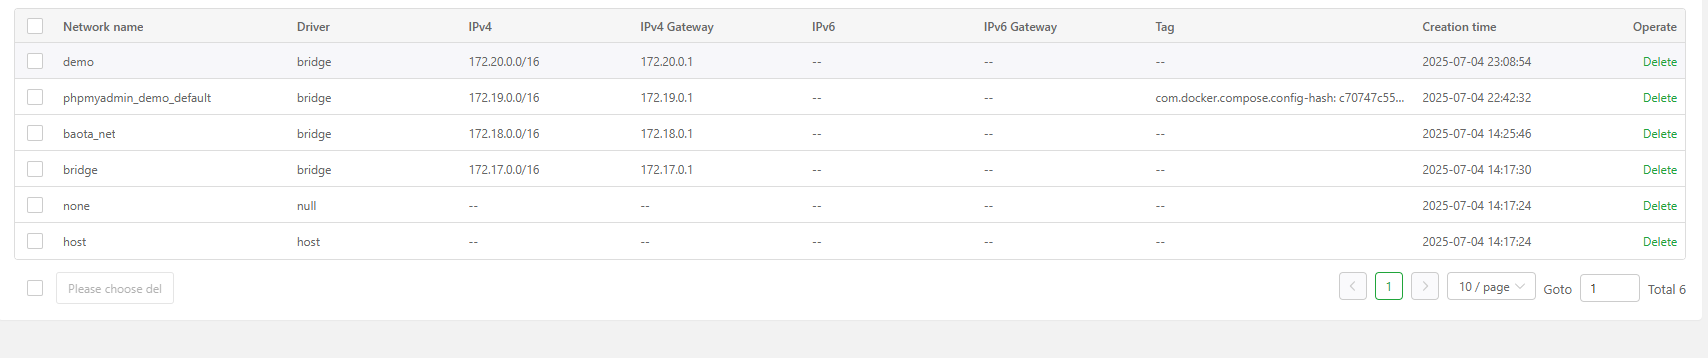 Network name Driver IPv4 IPv4 Gateway IPv6 IPv6 Gateway Tag Creation time Operate
demo bridge 172.20.0.0/16 172.20.0.1 -- -- -- 2025-07-04 23:08:54 Delete
phpmyadmin_demo_default bridge 172.19.0.0/16 172.19.0.1 -- -- com.docker.compose.config-hash: c70747c55... 2025-07-04 22:42:32 Delete
baota_net bridge 172.18.0.0/16 172.18.0.1 -- -- -- 2025-07-04 14:25:46 Delete
bridge bridge 172.17.0.0/16 172.17.0.1 -- -- -- 2025-07-04 14:17:30 Delete
none null -- -- -- -- -- 2025-07-04 14:17:24 Delete
host host -- -- -- -- -- 2025-07-04 14:17:24 Delete
Please choose del 1 10 / page Goto 1 Total 6